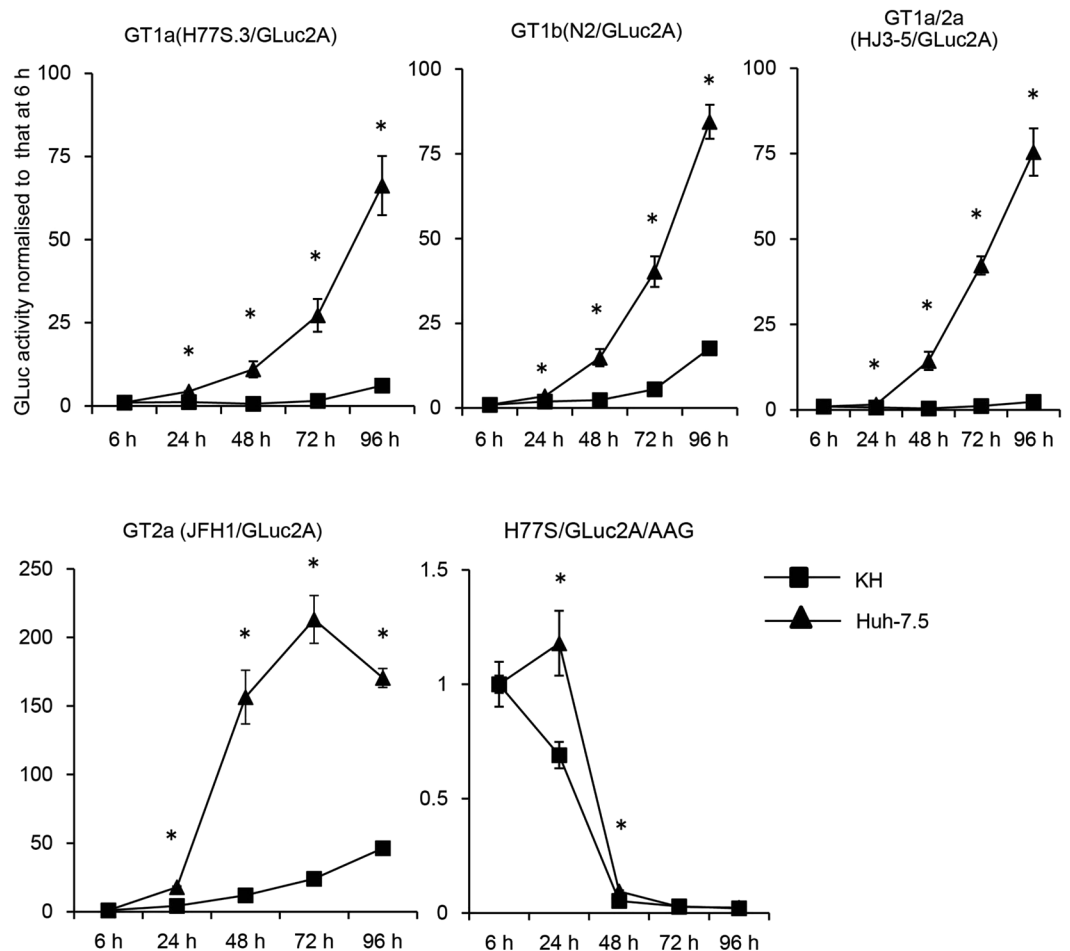 GT1a(H77S.3/GLuc2A)
GT1b(N2/GLuc2A)
GT1a/2a
(HJ3-5/GLuc2A)
GLuc activity normalised to that at 6 h
100
75
50
25
0
* * * *
6 h 24 h 48 h 72 h 96 h
100
75
50
25
0
* * * *
6 h 24 h 48 h 72 h 96 h
100
75
50
25
0
* * * *
6 h 24 h 48 h 72 h 96 h
GT2a (JFH1/GLuc2A)
250
200
150
100
50
0
* * * *
6 h 24 h 48 h 72 h 96 h
H77S/GLuc2A/AAG
1.5
1
0.5
0
* *
6 h 24 h 48 h 72 h 96 h
KH
Huh-7.5